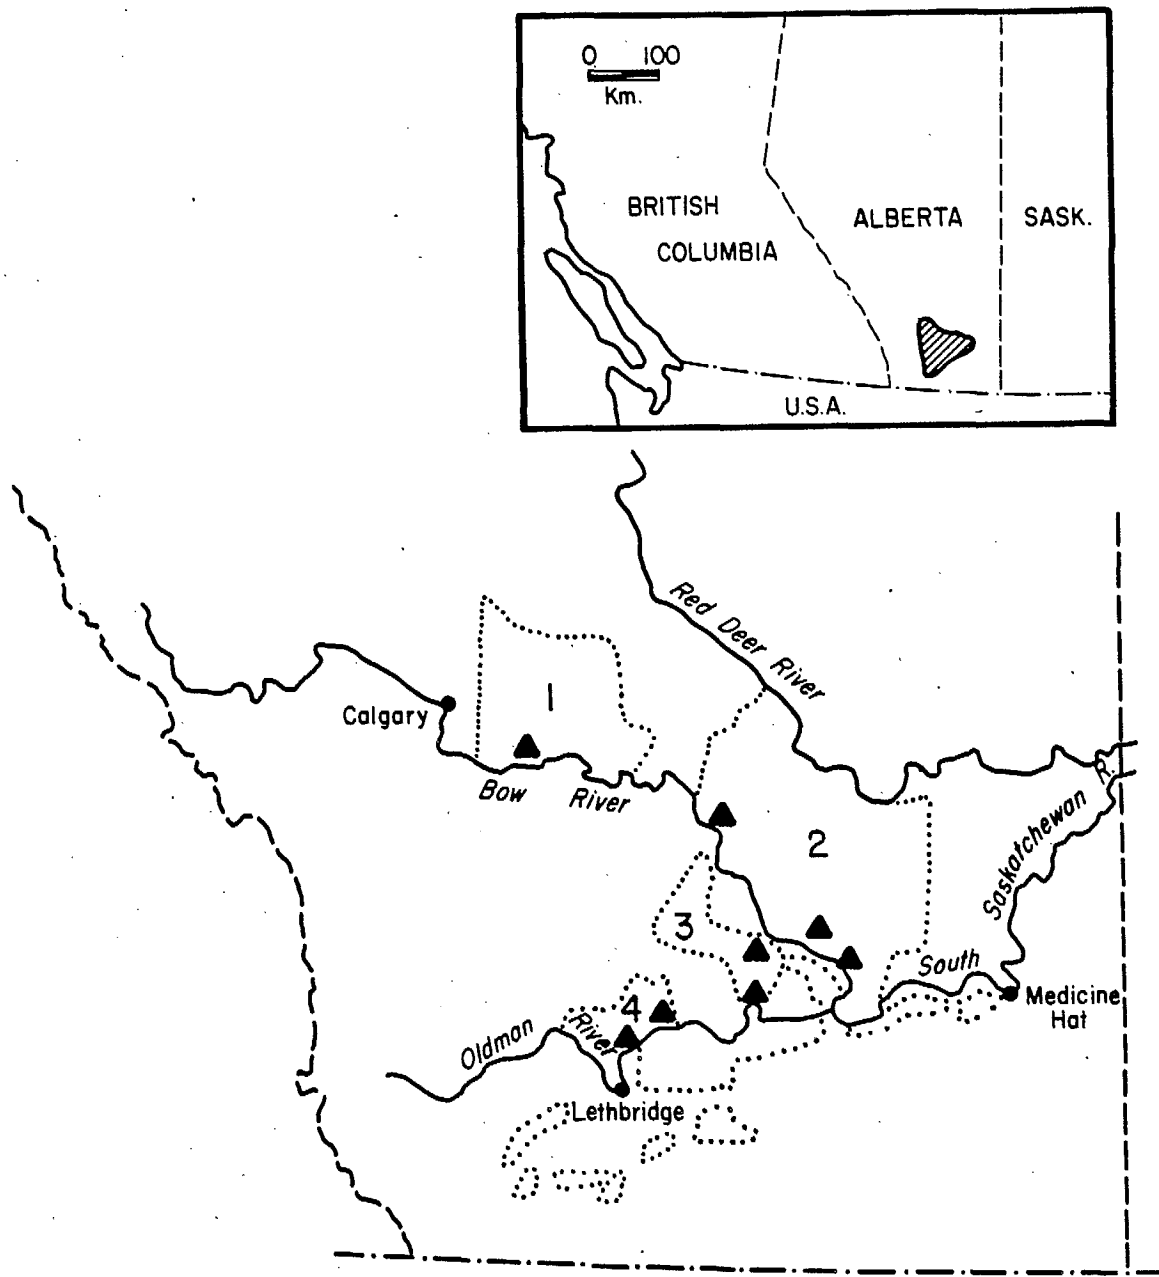 0 100
Km.
BRITISH
COLUMBIA
ALBERTA
SASK.
U.S.A.
Red Deer River
1
Calgary
Bow River
2
Saskatchewan R.
3
South
Medicine
Hat
4
Oldman River
Lethbridge